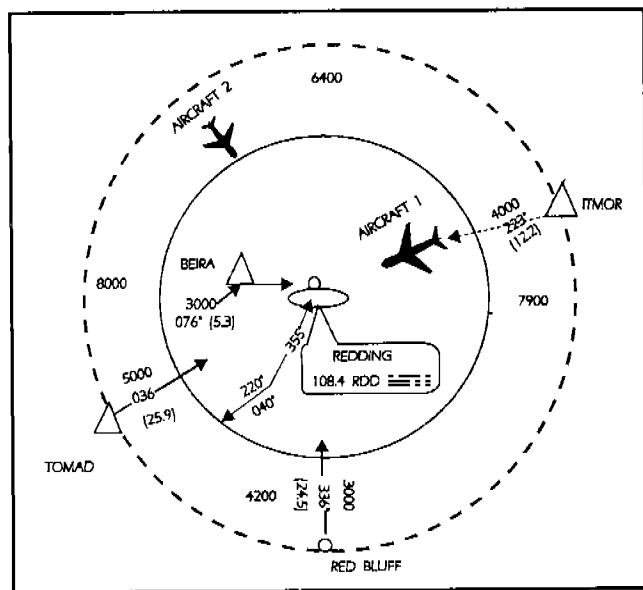 6400
AIRCRAFT 2
ITMOR
4000
223°
(12.2)
AIRCRAFT 1
BEIRA
8000
3000
076° (5.3)
7900
355°
REDDING
108.4 RDD
5000
036
(25.9)
220°
040°
TOMAD
4200
3000
336°
(24.5)
RED BLUFF